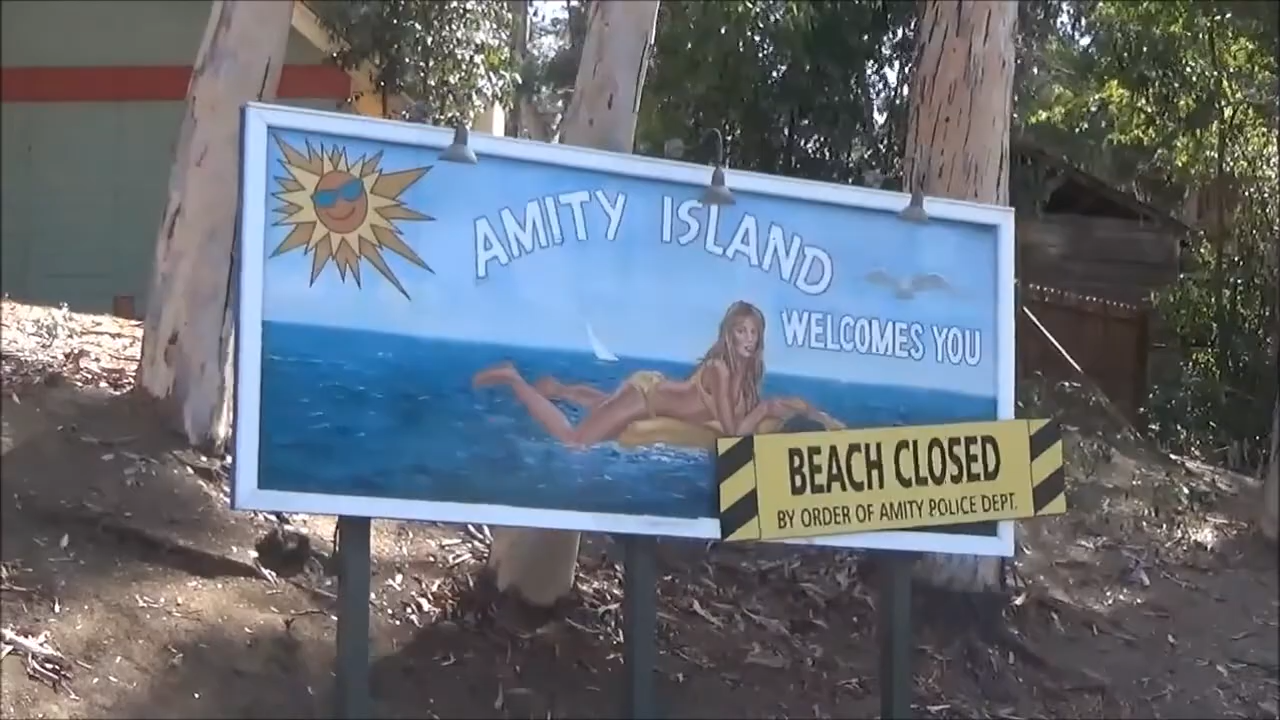 AMITY ISLAND
WELCOMES YOU
BEACH CLOSED
BY ORDER OF AMITY POLICE DEPT.